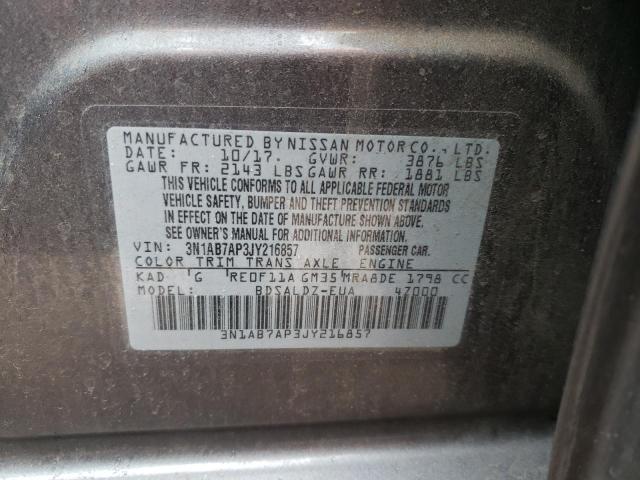 MANUFACTURED BY NISSAN MOTOR CO., LTD.
DATE: 10/17. GVWR: 3876 LBS
GAWR FR: 2143 LBS GAWR RR: 1881 LBS
THIS VEHICLE CONFORMS TO ALL APPLICABLE FEDERAL MOTOR
VEHICLE SAFETY, BUMPER AND THEFT PREVENTION STANDARDS
IN EFFECT ON THE DATE OF MANUFACTURE SHOWN ABOVE.
SEE OWNER'S MANUAL FOR ADDITIONAL INFORMATION.
VIN: 3N1AB7AP3JY216857 PASSENGER CAR.
COLOR TRIM TRANS AXLE ENGINE
KAD G RE0F11A GM35 MRA8DE 1798 CC
MODEL: BDSALDZ-EUA 47000
3N1AB7AP3JY216857